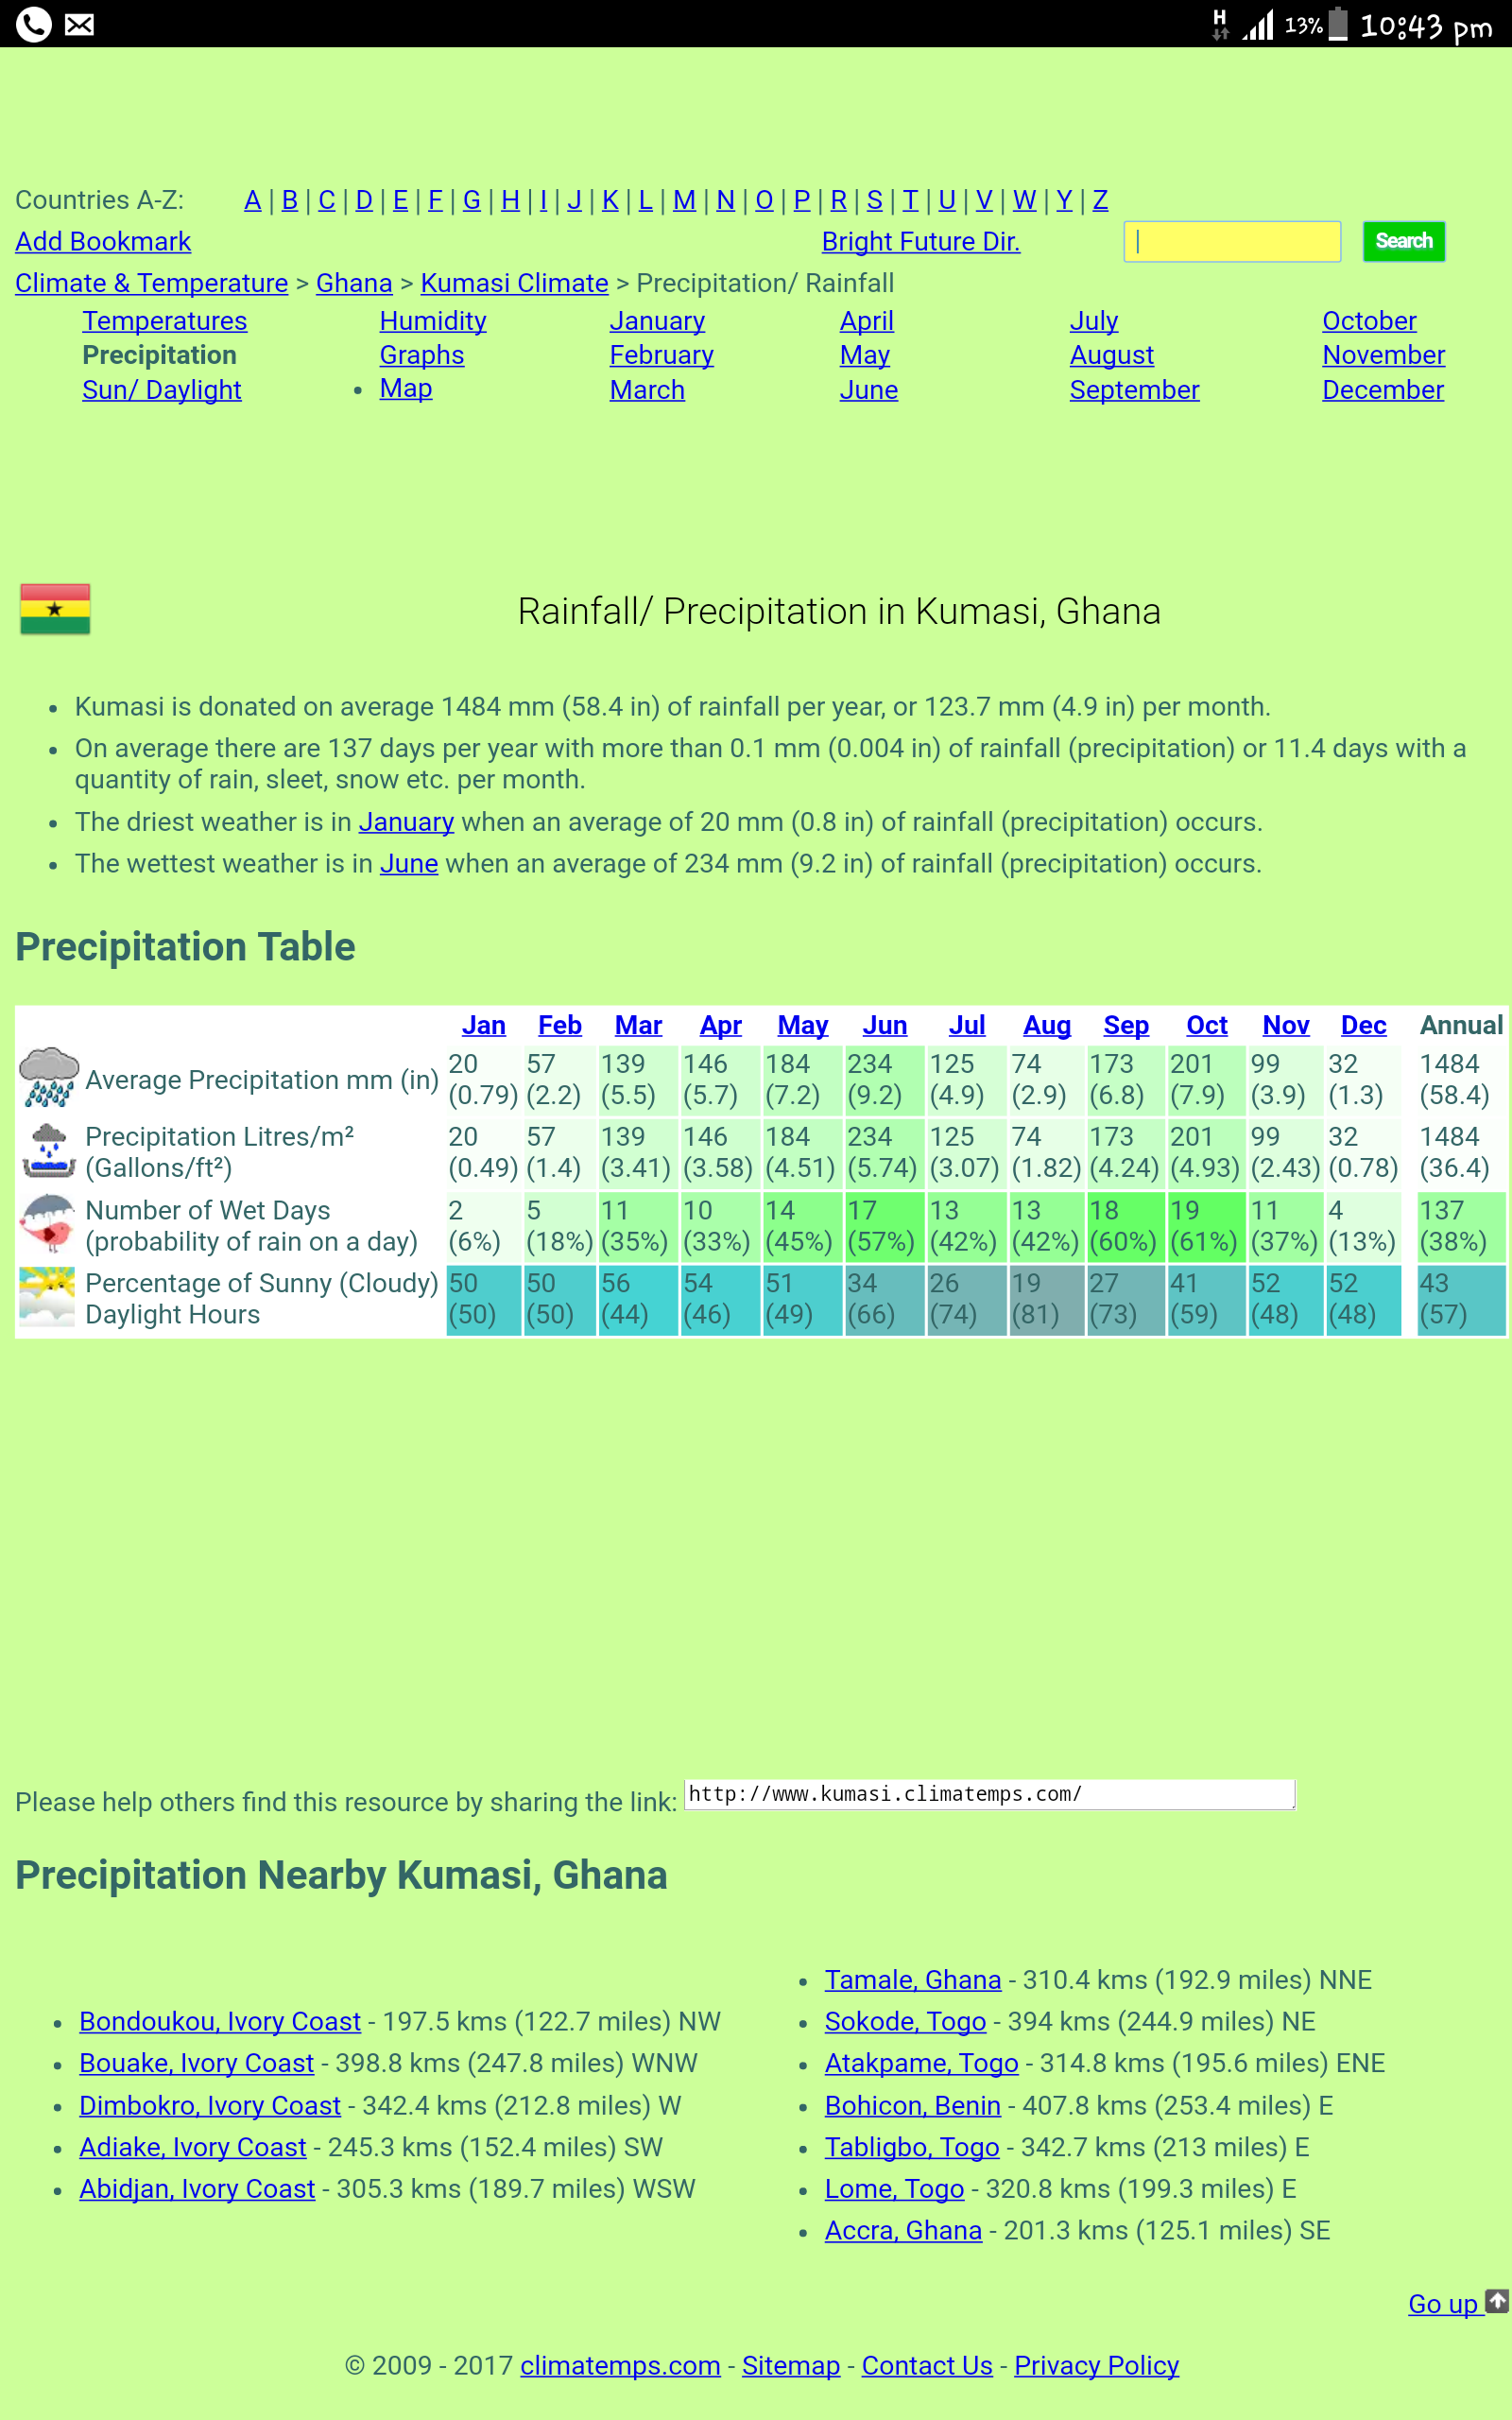 H 13% 10:43 pm
Countries A-Z: A | B | C | D | E | F | G | H | I | J | K | L | M | N | O | P | R | S | T | U | V | W | Y | Z
Add Bookmark Bright Future Dir. Search
Climate & Temperature > Ghana > Kumasi Climate > Precipitation/ Rainfall
Temperatures Humidity January April July October
Precipitation Graphs February May August November
Sun/ Daylight • Map March June September December
Rainfall/ Precipitation in Kumasi, Ghana
• Kumasi is donated on average 1484 mm (58.4 in) of rainfall per year, or 123.7 mm (4.9 in) per month.
• On average there are 137 days per year with more than 0.1 mm (0.004 in) of rainfall (precipitation) or 11.4 days with a
quantity of rain, sleet, snow etc. per month.
• The driest weather is in January when an average of 20 mm (0.8 in) of rainfall (precipitation) occurs.
• The wettest weather is in June when an average of 234 mm (9.2 in) of rainfall (precipitation) occurs.
Precipitation Table
Jan Feb Mar Apr May Jun Jul Aug Sep Oct Nov Dec Annual
Average Precipitation mm (in)
20 57 139 146 184 234 125 74 173 201 99 32 1484
(0.79) (2.2) (5.5) (5.7) (7.2) (9.2) (4.9) (2.9) (6.8) (7.9) (3.9) (1.3) (58.4)
Precipitation Litres/m² 20 57 139 146 184 234 125 74 173 201 99 32 1484
(Gallons/ft²) (0.49) (1.4) (3.41) (3.58) (4.51) (5.74) (3.07) (1.82) (4.24) (4.93) (2.43) (0.78) (36.4)
Number of Wet Days 2 5 11 10 14 17 13 13 18 19 11 4 137
(probability of rain on a day) (6%) (18%) (35%) (33%) (45%) (57%) (42%) (42%) (60%) (61%) (37%) (13%) (38%)
Percentage of Sunny (Cloudy) 50 50 56 54 51 34 26 19 27 41 52 52 43
Daylight Hours (50) (50) (44) (46) (49) (66) (74) (81) (73) (59) (48) (48) (57)
Please help others find this resource by sharing the link: http://www.kumasi.climatemps.com/
Precipitation Nearby Kumasi, Ghana
• Bondoukou, Ivory Coast - 197.5 kms (122.7 miles) NW
• Bouake, Ivory Coast - 398.8 kms (247.8 miles) WNW
• Dimbokro, Ivory Coast - 342.4 kms (212.8 miles) W
• Adiake, Ivory Coast - 245.3 kms (152.4 miles) SW
• Abidjan, Ivory Coast - 305.3 kms (189.7 miles) WSW
• Tamale, Ghana - 310.4 kms (192.9 miles) NNE
• Sokode, Togo - 394 kms (244.9 miles) NE
• Atakpame, Togo - 314.8 kms (195.6 miles) ENE
• Bohicon, Benin - 407.8 kms (253.4 miles) E
• Tabligbo, Togo - 342.7 kms (213 miles) E
• Lome, Togo - 320.8 kms (199.3 miles) E
• Accra, Ghana - 201.3 kms (125.1 miles) SE
Go up
© 2009 - 2017 climatemps.com - Sitemap - Contact Us - Privacy Policy